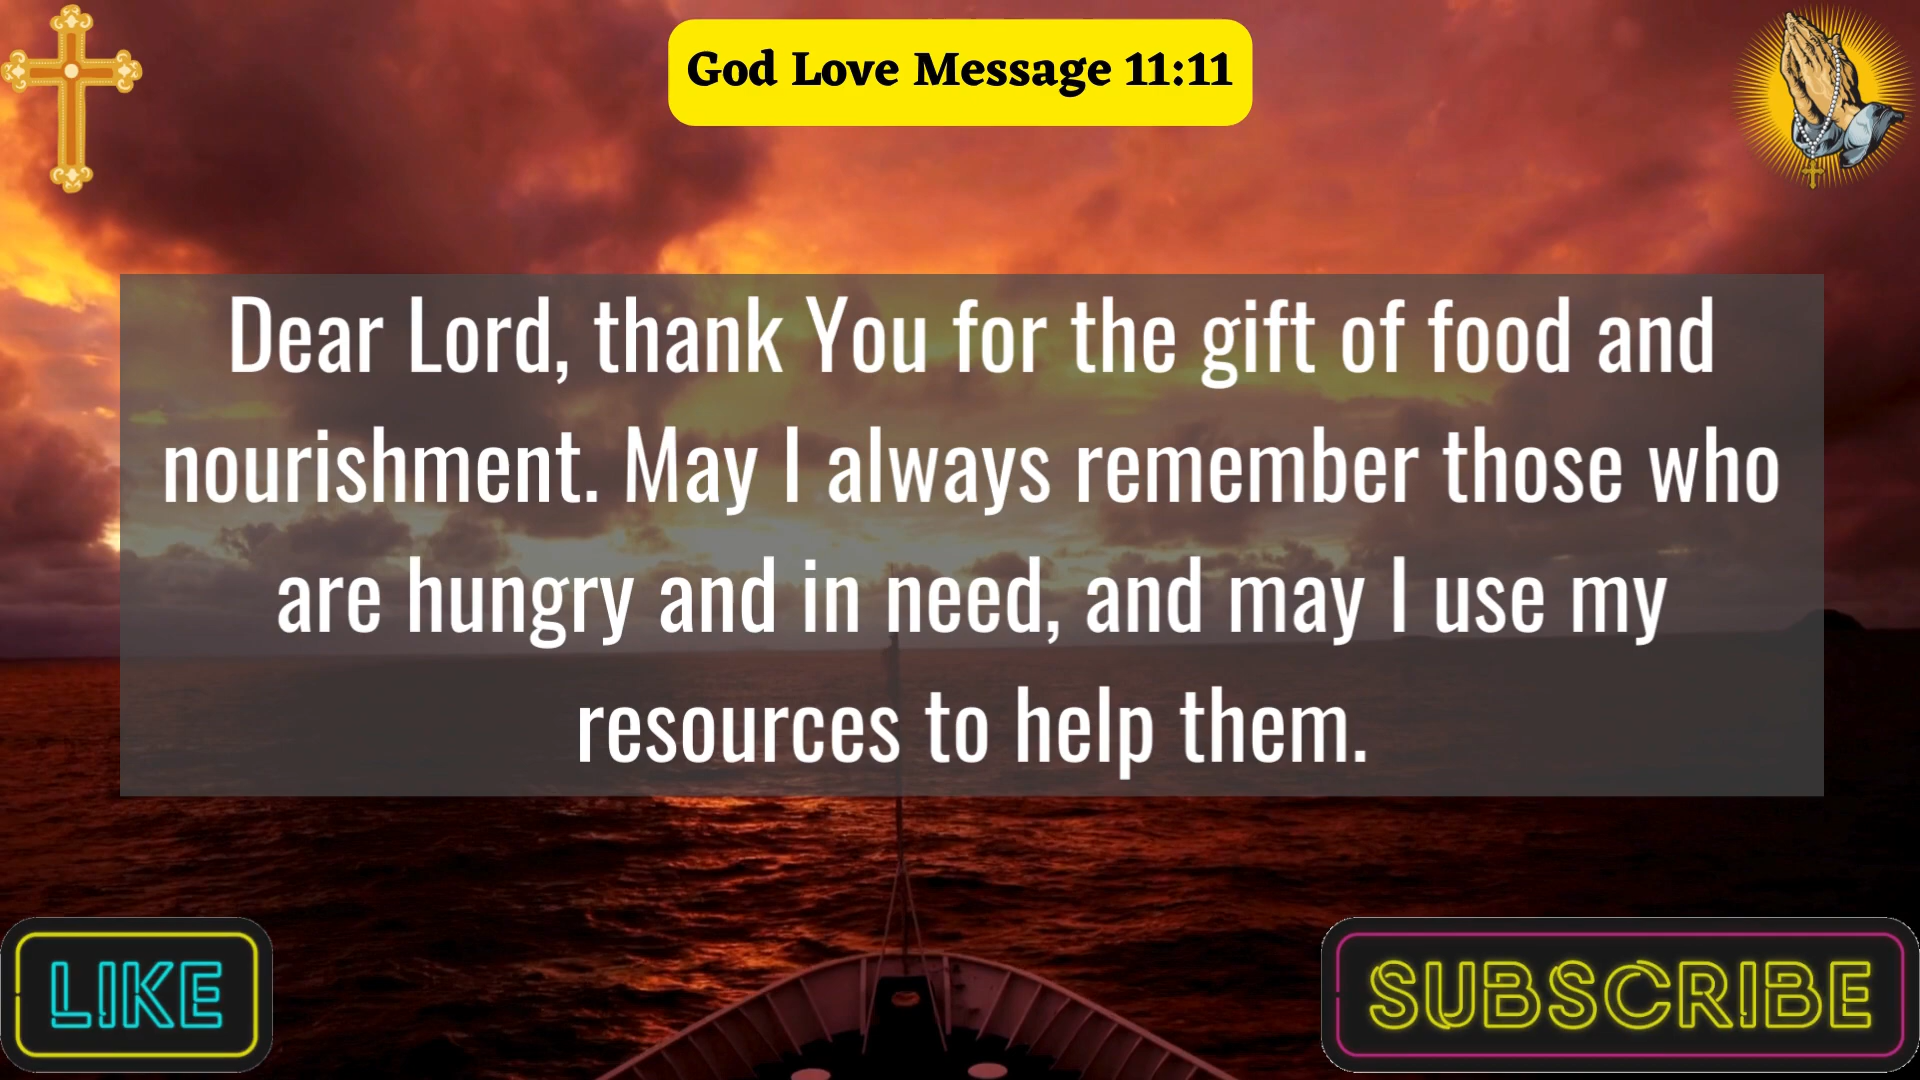 God Love Message 11:11
Dear Lord, thank You for the gift of food and
nourishment. May I always remember those who
are hungry and in need, and may I use my
resources to help them.
LIKE
SUBSCRIBE